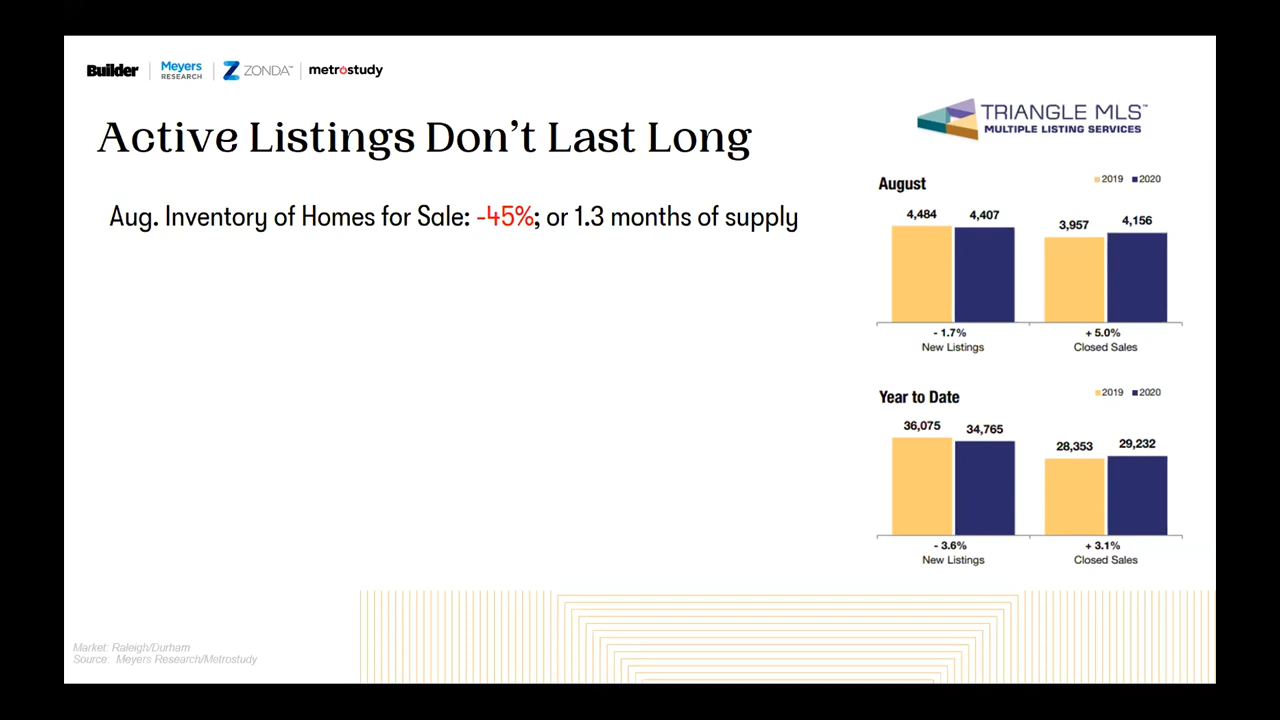 Builder
Meyers
RESEARCH
ZONDA™
metrostudy
Active Listings Don't Last Long
Aug. Inventory of Homes for Sale: -45%; or 1.3 months of supply
TRIANGLE MLS™
MULTIPLE LISTING SERVICES
August
2019 2020
4,484 4,407 3,957 4,156
- 1.7% + 5.0%
New Listings Closed Sales
Year to Date
2019 2020
36,075 34,765 28,353 29,232
- 3.6% + 3.1%
New Listings Closed Sales
Market: Raleigh/Durham
Source: Meyers Research/Metrostudy